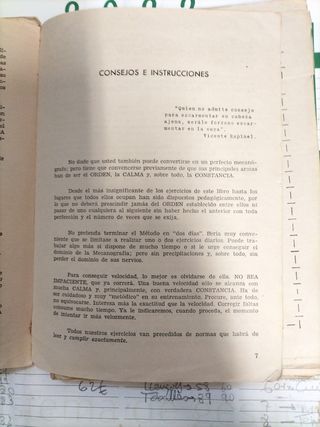 CONSEJOS E INSTRUCCIONES
"Quien no admite consejo
para escarmentar en cabeza
ajena, serále forzoso escar-
mentar en la suya".
Vicente Espinel.
No dude que usted también puede convertirse en un perfecto mecanó-
grafo; pero tiene que convencerse previamente de que sus principales armas
han de ser el ORDEN, la CALMA y, sobre todo, la CONSTANCIA.
Desde el más insignificante de los ejercicios de este libro hasta los
lugares que todos ellos ocupan han sido dispuestos pedagógicamente, por
lo que no deberá prescindir jamás del ORDEN establecido entre ellos ni
pasar de uno cualquiera al siguiente sin haber hecho el anterior con toda
perfección y el número de veces que se exija.
No pretenda terminar el Método en "dos días". Sería muy conve-
niente que se limitase a realizar uno o dos ejercicios diarios. Puede tra-
bajar algo más si dispone de mucho tiempo o si le urge conseguir el
dominio de la Mecanografía; pero sin precipitaciones y, sobre todo, sin
perder el dominio de sus nervios.
Para conseguir velocidad, lo mejor es olvidarse de ella. NO SEA
IMPACIENTE, que ya correrá. Una buena velocidad sólo se alcanza con
mucha CALMA y, principalmente, con verdadera CONSTANCIA. Ha de
ser cuidadoso y muy "metódico" en su entrenamiento. Procure, ante todo,
no equivocarse. Interesa más la exactitud que la velocidad. Corregir faltas
consume mucho tiempo. Ya le indicaremos, cuando proceda, el momento
de intentar ir más velozmente.
Todos nuestros ejercicios van precedidos de normas que habrá de
leer y cumplir exactamente.
7